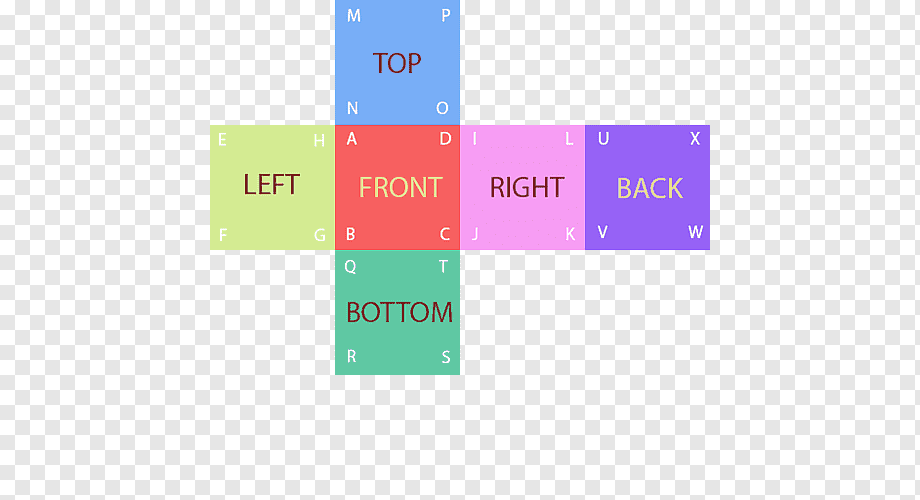 M P
TOP
N O
E H A D I L U X
LEFT FRONT RIGHT BACK
F G B C J K V W
Q T
BOTTOM
R S